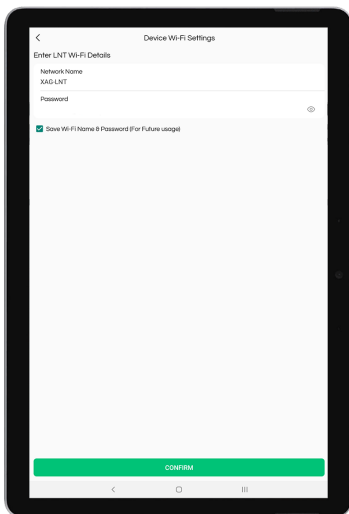 Device Wi-Fi Settings
Enter LNT Wi-Fi Details
Network Name
XAG-LNT
Password
Save Wi-Fi Name & Password (For Future usage)
CONFIRM